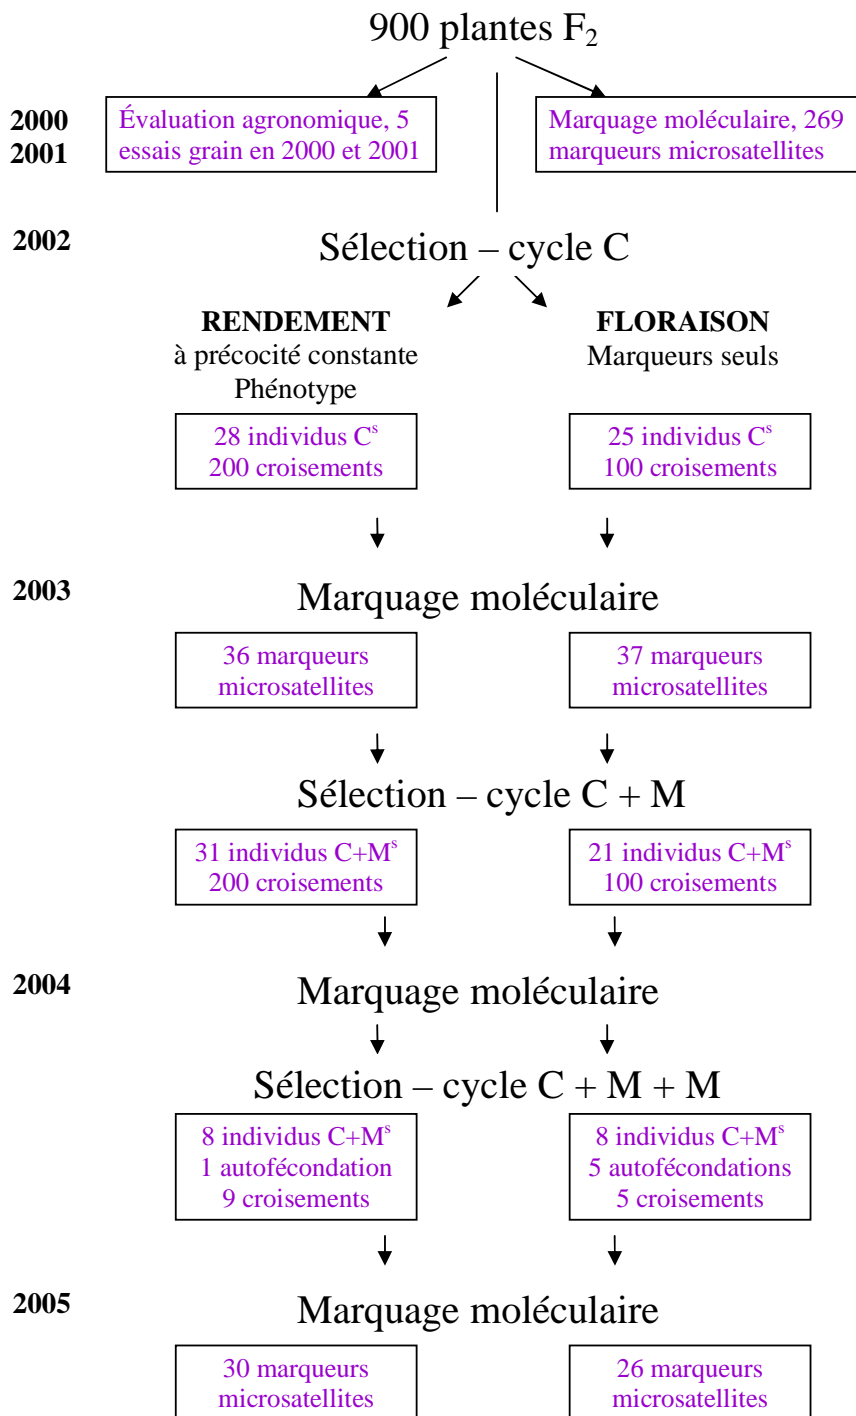 900 plantes F₂
2000
2001
Évaluation agronomique, 5
essais grain en 2000 et 2001
Marquage moléculaire, 269
marqueurs microsatellites
2002
Sélection – cycle C
RENDEMENT
à précocité constante
Phénotype
FLORAISON
Marqueurs seuls
28 individus Cˢ
200 croisements
25 individus Cˢ
100 croisements
2003
Marquage moléculaire
36 marqueurs
microsatellites
37 marqueurs
microsatellites
Sélection – cycle C + M
31 individus C+Mˢ
200 croisements
21 individus C+Mˢ
100 croisements
2004
Marquage moléculaire
Sélection – cycle C + M + M
8 individus C+Mˢ
1 autofécondation
9 croisements
8 individus C+Mˢ
5 autofécondations
5 croisements
2005
Marquage moléculaire
30 marqueurs
microsatellites
26 marqueurs
microsatellites